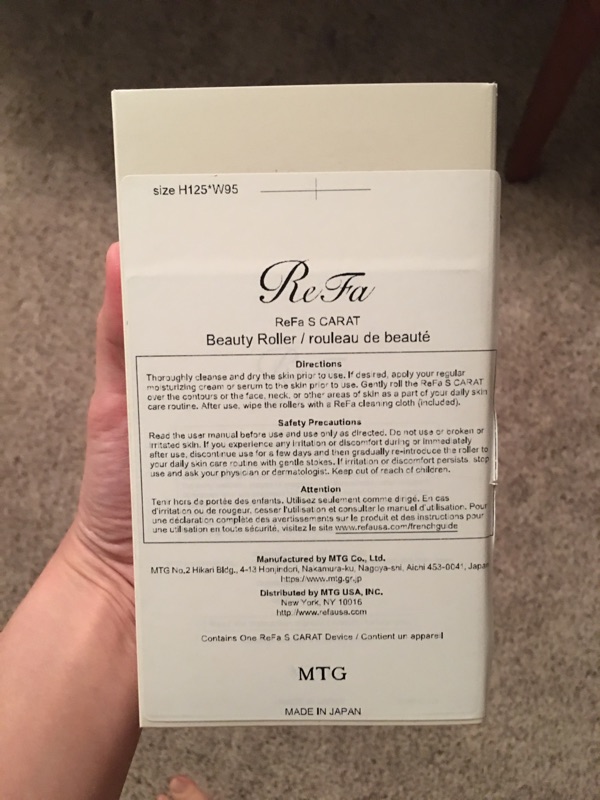 size H125*W95
ReFa
ReFa S CARAT
Beauty Roller / rouleau de beauté
Directions
Thoroughly cleanse and dry the skin prior to use. If desired, apply your regular
moisturizing cream or serum to the skin prior to use. Gently roll the ReFa S CARAT
over the contours or the face, neck, or other areas of skin as a part of your daily skin
care routine. After use, wipe the rollers with a ReFa cleaning cloth (included).
Safety Precautions
Read the user manual before use and use only as directed. Do not use or broken or
irritated skin. If you experience any irritation or discomfort during or immediately
after use, discontinue use for a few days and then gradually re-introduce the roller to
your daily skin care routine with gentle stokes. If irritation or discomfort persists, stop
use and ask your physician or dermatologist. Keep out of reach of children.
Attention
Tenir hors de portée des enfants. Utilisez seulement comme dirigé. En cas
d'irritation ou de rougeur, cesser l'utilisation et consulter le manuel d'utilisation. Pour
une déclaration complète des avertissements sur le produit et des instructions pour
une utilisation en toute sécurité, visitez le site www.refausa.com/frenchguide
Manufactured by MTG Co., Ltd.
MTG No.2 Hikari Bldg., 4-13 Honjindori, Nakamura-ku, Nagoya-shi, Aichi 453-0041, Japan
https://www.mtg.gr.jp
Distributed by MTG USA, INC.
New York, NY 10016
http://www.refausa.com
Contains One ReFa S CARAT Device / Contient un appareil
MTG
MADE IN JAPAN